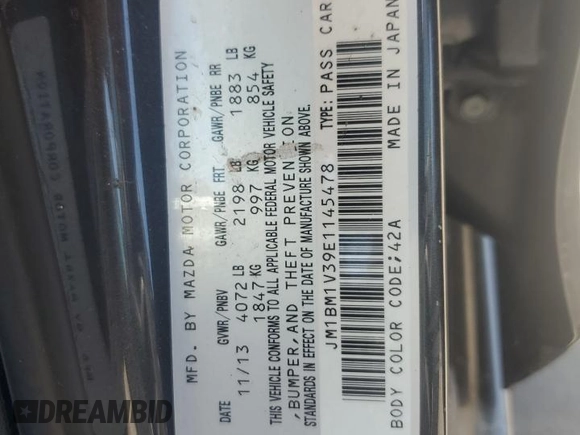 MFD. BY MAZDA MOTOR CORPORATION
DATE GVWR/PNBV GAWR/PNBE FRT GAWR/PNBE RR
11/13 4072 LB 2198 LB 1883 LB
1847 KG 997 KG 854 KG
THIS VEHICLE CONFORMS TO ALL APPLICABLE FEDERAL MOTOR VEHICLE SAFETY
,BUMPER,AND THEFT PREVENTION
STANDARDS IN EFFECT ON THE DATE OF MANUFACTURE SHOWN ABOVE.
JM1BM1V39E1145478 TYPE: PASS CAR
BODY COLOR CODE;42A MADE IN JAPAN
DREAMBID